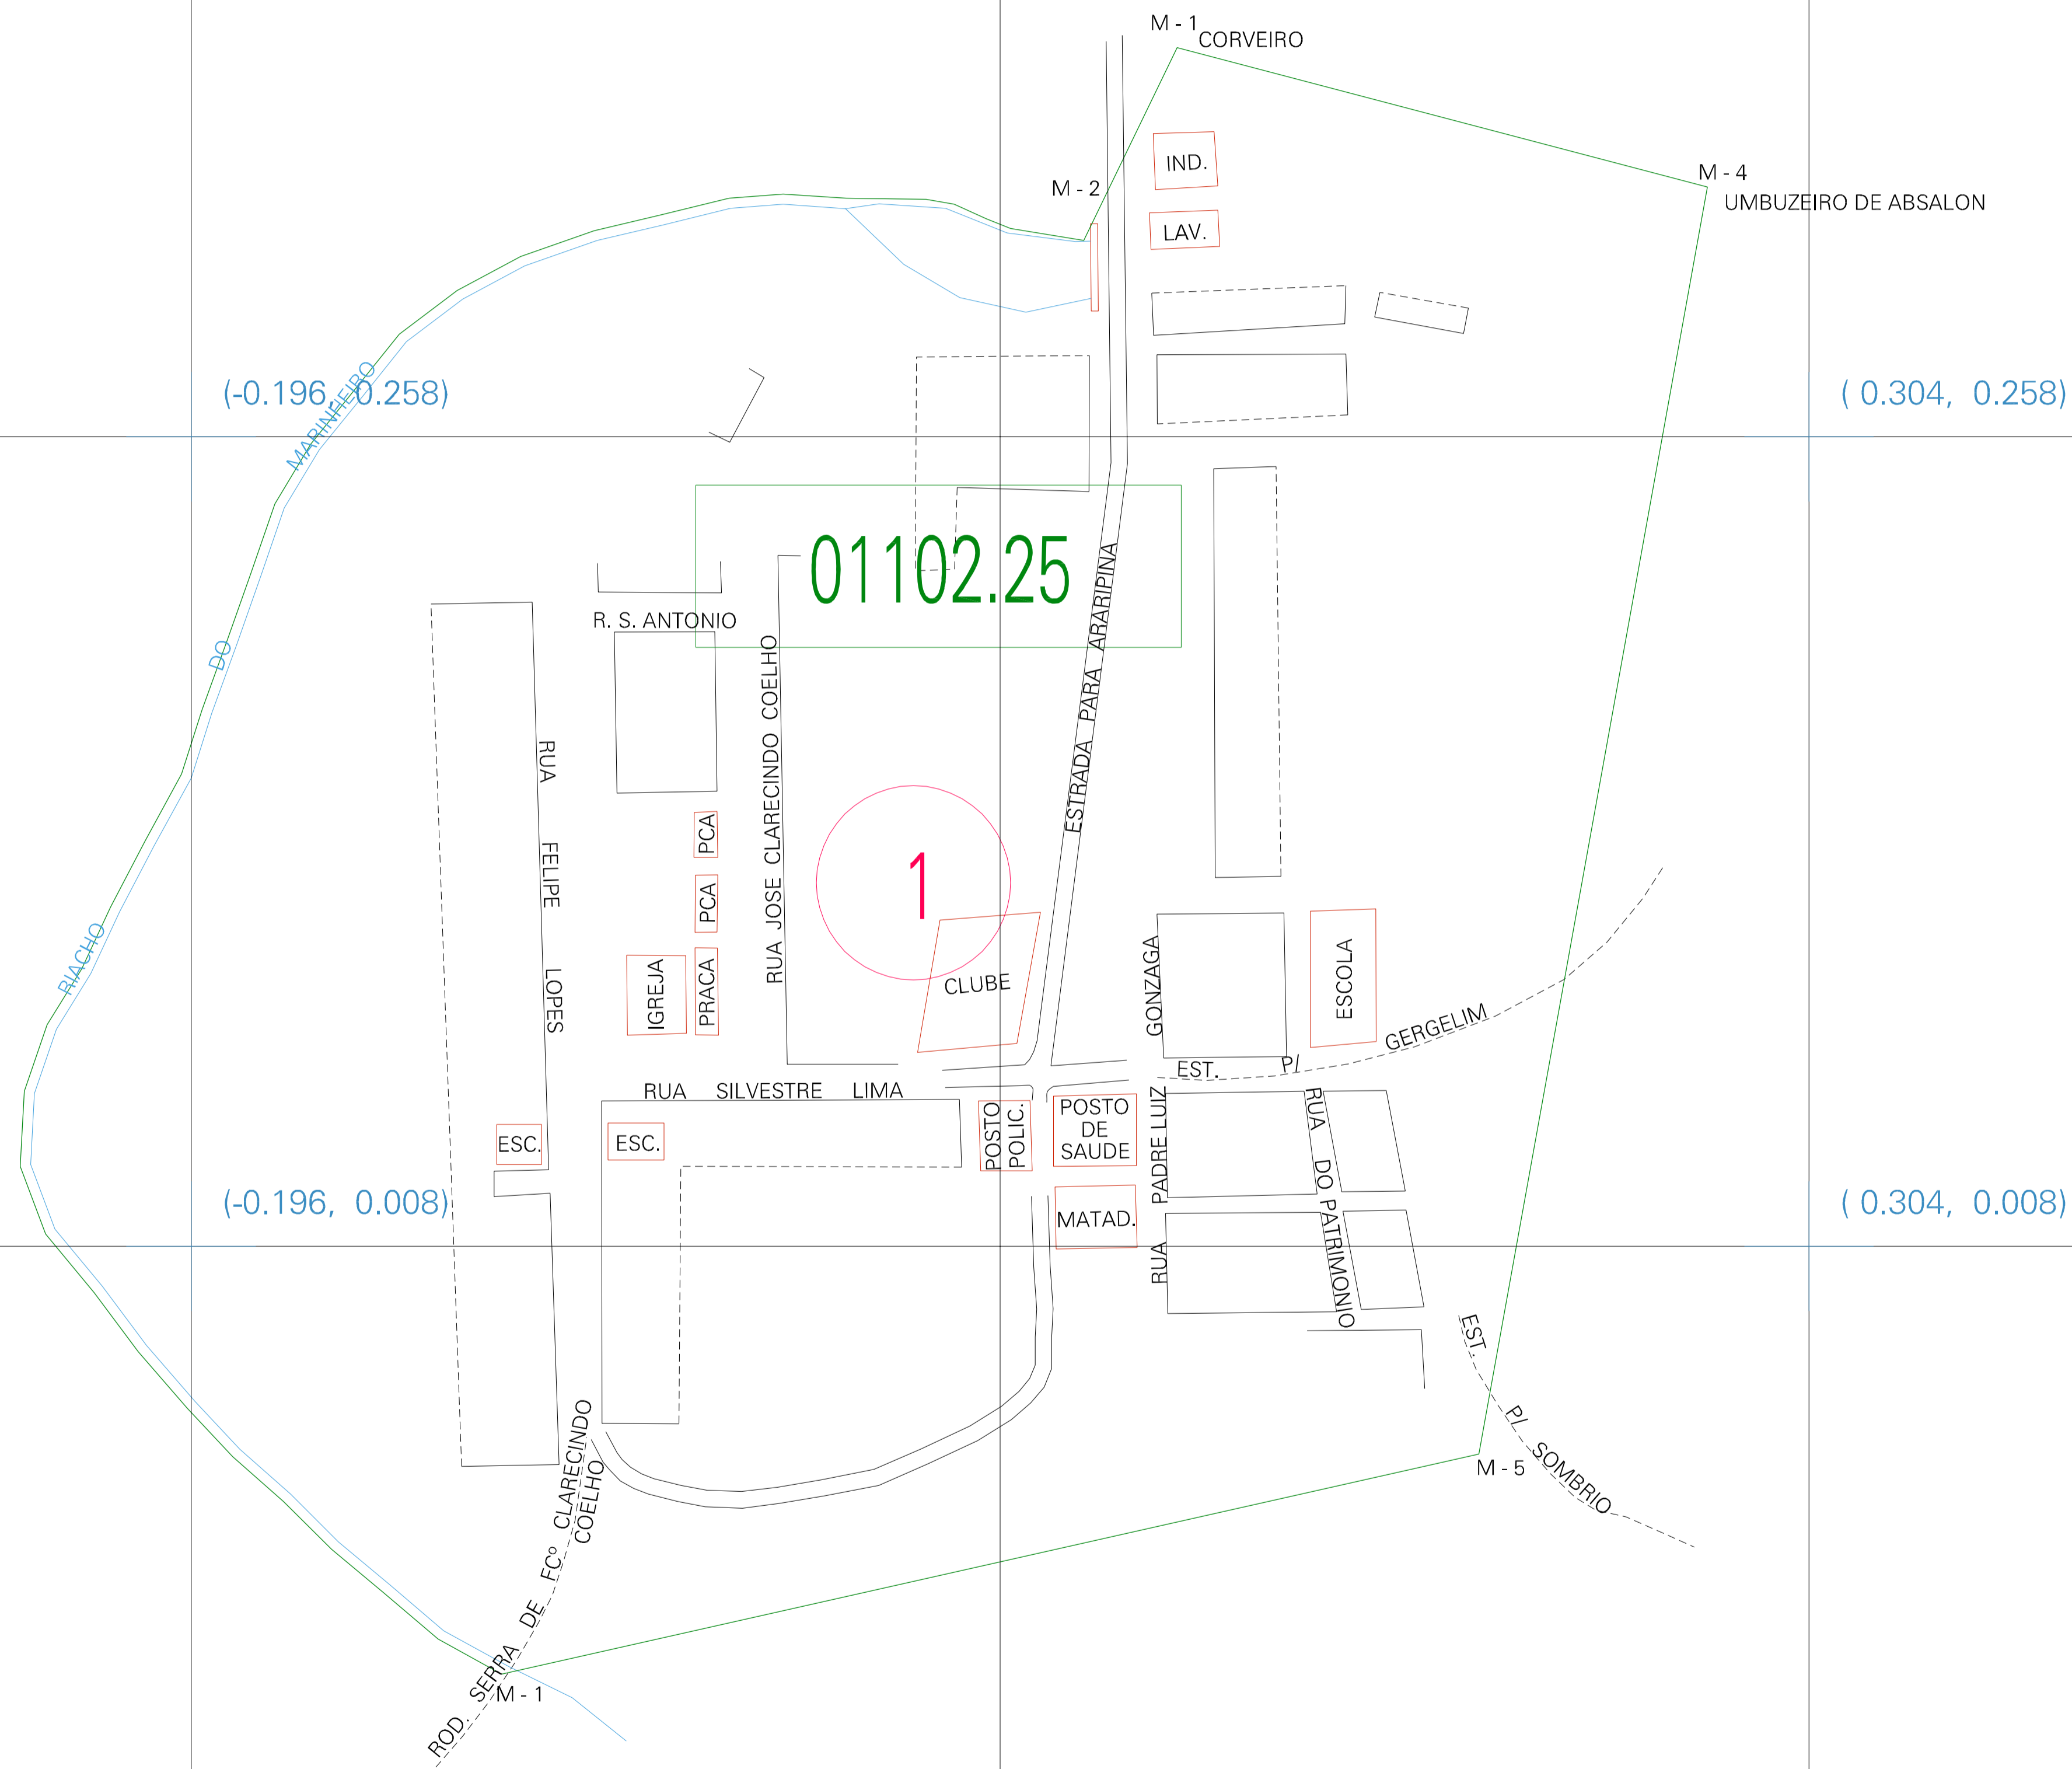 M - 1
CORVEIRO
IND.
M - 4
M - 2
UMBUZEIRO DE ABSALON
LAV.
(-0.196, 0.258)
( 0.304, 0.258)
RIACHO DO MARINHEIRO
01102.25
ESTRADA PARA ARARIPINA
R. S. ANTONIO
RUA JOSE CLARECINDO COELHO
RUA FELIPE LOPES
PCA
PCA
PRACA
IGREJA
1
CLUBE
ESCOLA
EST. P/ GERGELIM
RUA PADRE LUIZ GONZAGA
RUA SILVESTRE LIMA
ESC.
ESC.
POSTO
POLIC.
POSTO
DE
SAUDE
RUA DO PATRIMONIO
MATAD.
(-0.196, 0.008)
( 0.304, 0.008)
EST. P/ SOMBRIO
M - 5
ROD. SERRA DE FCº CLARECINDO
COELHO
M - 1